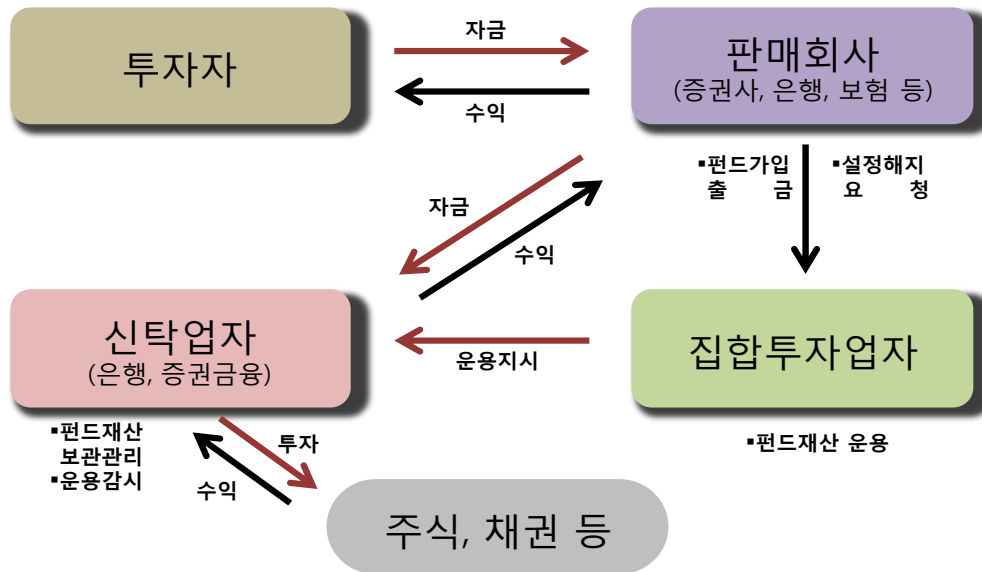 자금
투자자
판매회사
(증권사, 은행, 보험 등)
수익
▪펀드가입
출 금
▪설정해지
요 청
자금
수익
신탁업자
(은행, 증권금융)
운용지시
집합투자업자
▪펀드재산
보관관리
▪운용감시
투자
수익
▪펀드재산 운용
주식, 채권 등